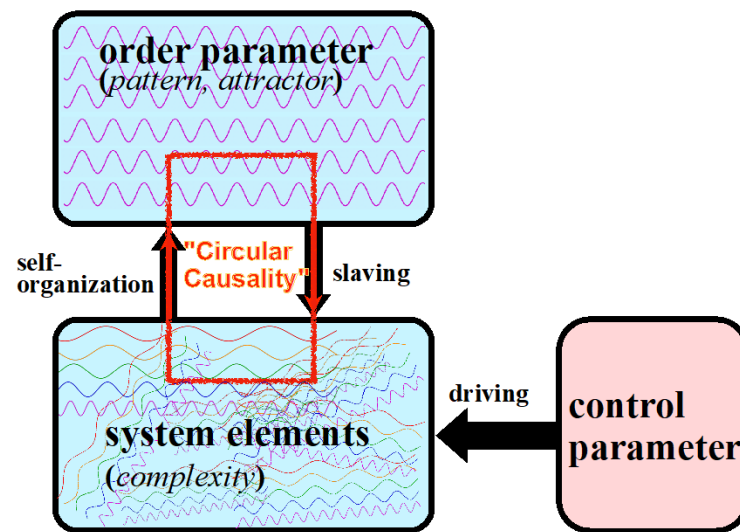 order parameter
(pattern, attractor)
self-
organization
"Circular
Causality"
slaving
system elements
(complexity)
driving
control
parameter